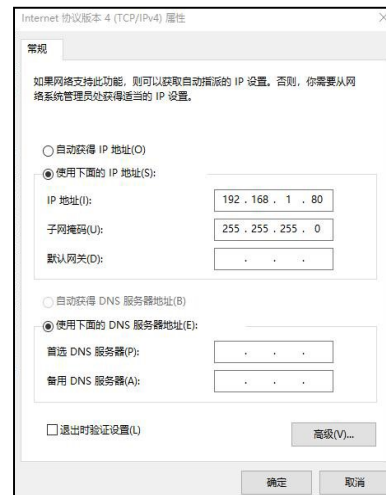 Internet 协议版本 4 (TCP/IPv4) 属性
常规
如果网络支持此功能，则可以获取自动指派的 IP 设置。否则，你需要从网
络系统管理员处获得适当的 IP 设置。
自动获得 IP 地址(O)
使用下面的 IP 地址(S):
IP 地址(I): 192 . 168 . 1 . 80
子网掩码(U): 255 . 255 . 255 . 0
默认网关(D): . . .
自动获得 DNS 服务器地址(B)
使用下面的 DNS 服务器地址(E):
首选 DNS 服务器(P): . . .
备用 DNS 服务器(A): . . .
退出时验证设置(L)
高级(V)...
确定 取消